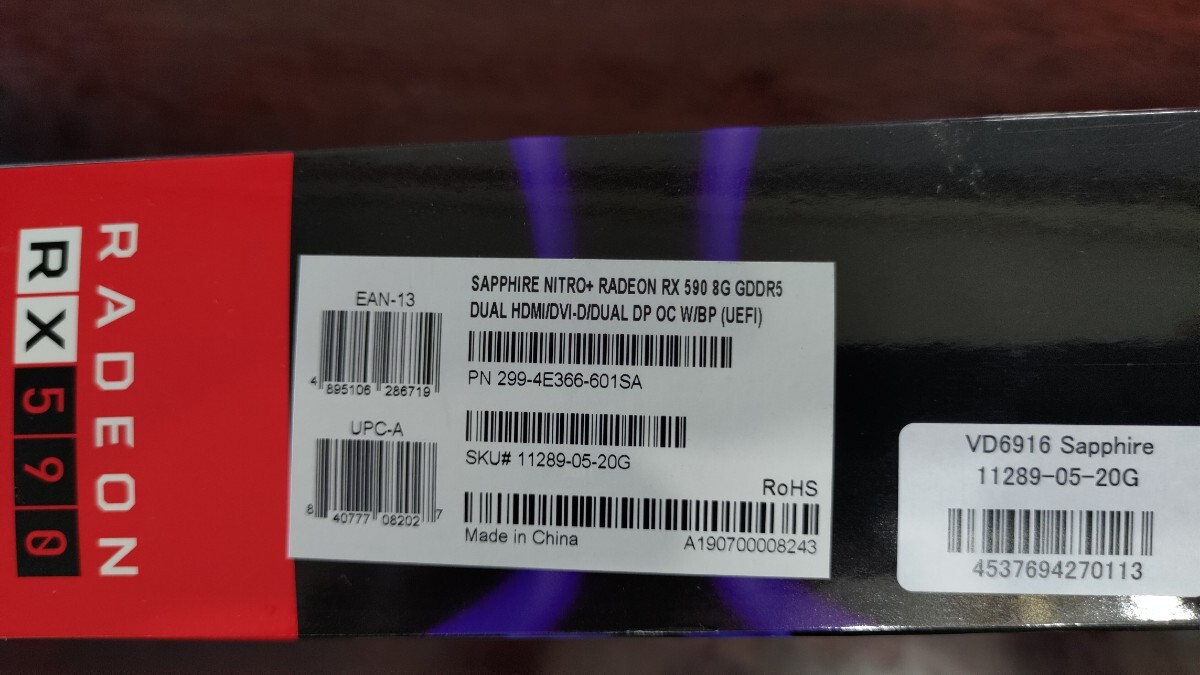 RADEON
RX 590
EAN-13
4 895106 286719
UPC-A
8 40777 08202 7
SAPPHIRE NITRO+ RADEON RX 590 8G GDDR5
DUAL HDMI/DVI-D/DUAL DP OC W/BP (UEFI)
PN 299-4E366-601SA
SKU# 11289-05-20G
RoHS
Made in China
A190700008243
VD6916 Sapphire
11289-05-20G
4537694270113